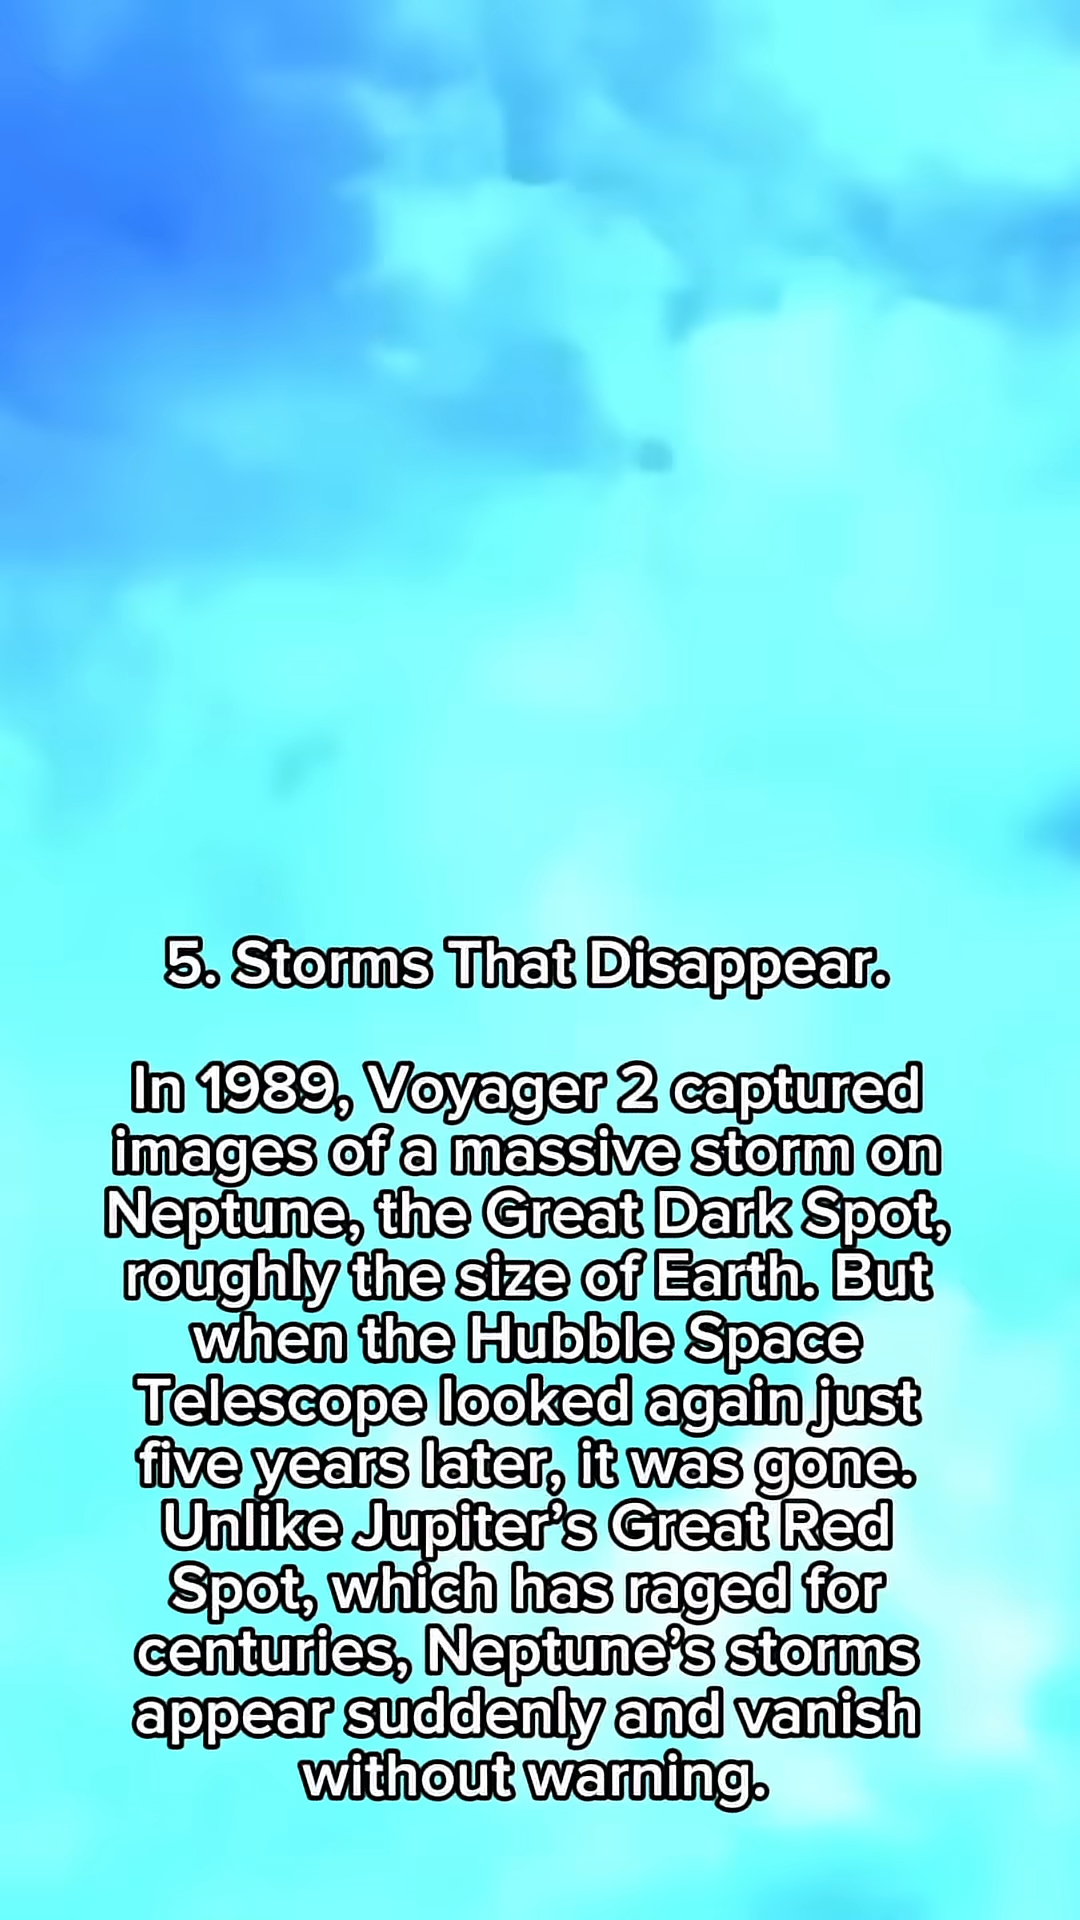 5. Storms That Disappear.
In 1989, Voyager 2 captured
images of a massive storm on
Neptune, the Great Dark Spot,
roughly the size of Earth. But
when the Hubble Space
Telescope looked again just
five years later, it was gone.
Unlike Jupiter’s Great Red
Spot, which has raged for
centuries, Neptune’s storms
appear suddenly and vanish
without warning.